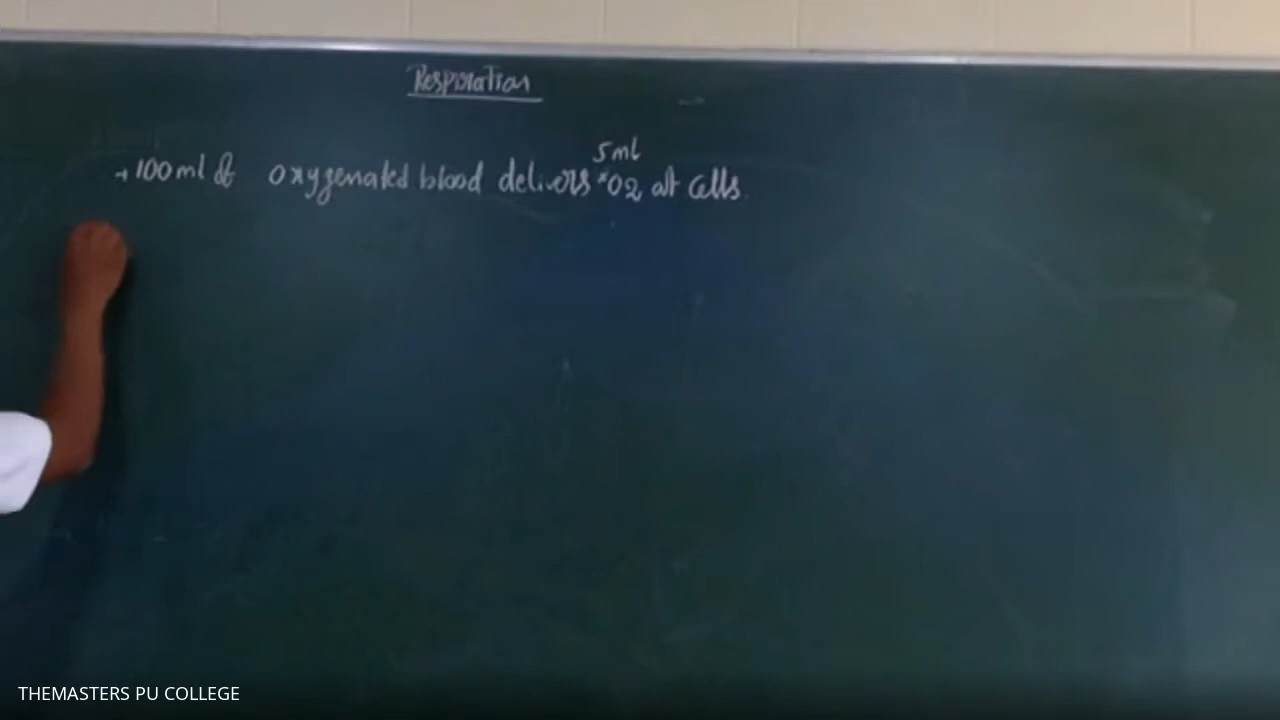 Respiration
→ 100 ml of oxygenated blood delivers 5ml O2 at cells.
THEMASTERS PU COLLEGE